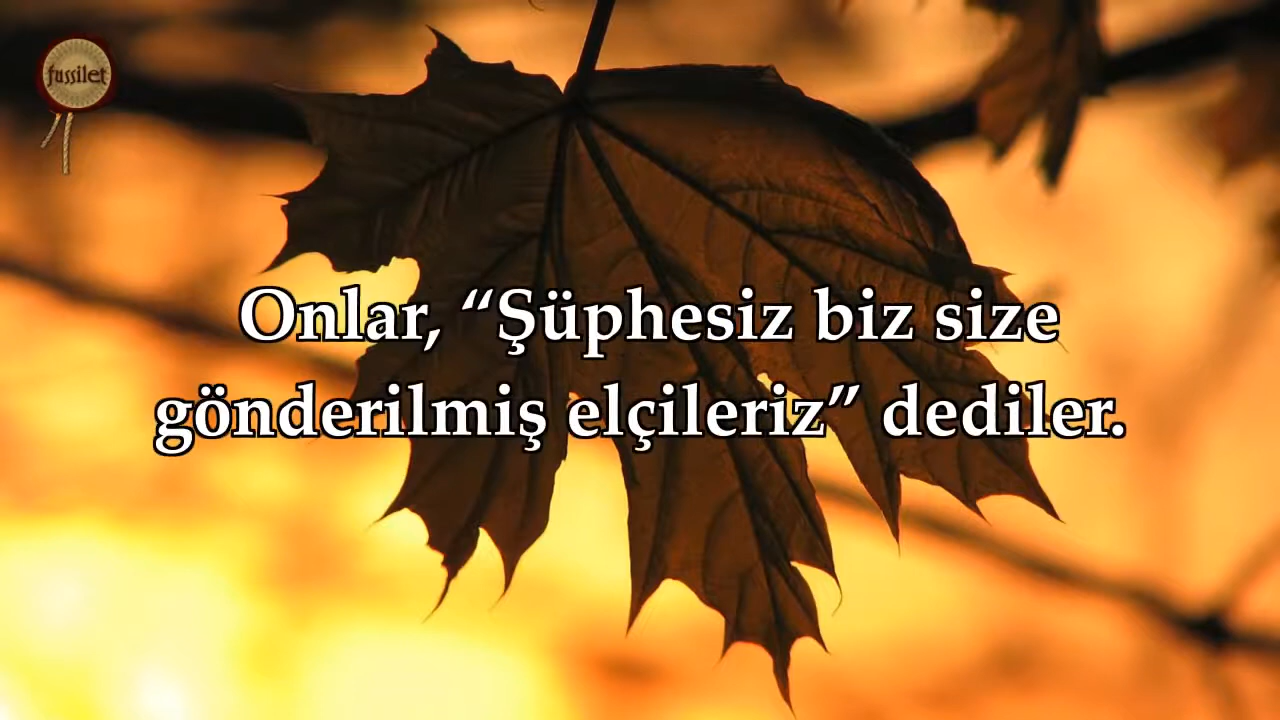 fussilet
Onlar, “Şüphesiz biz size
gönderilmiş elçileriz” dediler.